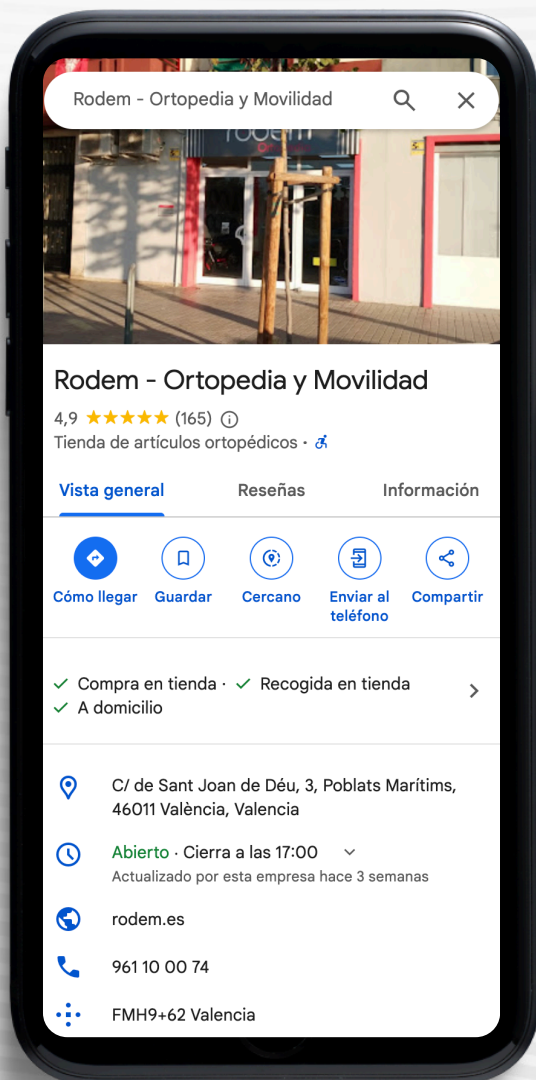 Rodem - Ortopedia y Movilidad
rodem
Rodem - Ortopedia y Movilidad
4,9 (165)
Tienda de artículos ortopédicos ·
Vista general Reseñas Información
Cómo llegar Guardar Cercano Enviar al teléfono Compartir
Compra en tienda · Recogida en tienda
A domicilio
C/ de Sant Joan de Déu, 3, Poblats Marítims,
46011 València, Valencia
Abierto · Cierra a las 17:00
Actualizado por esta empresa hace 3 semanas
rodem.es
961 10 00 74
FMH9+62 Valencia